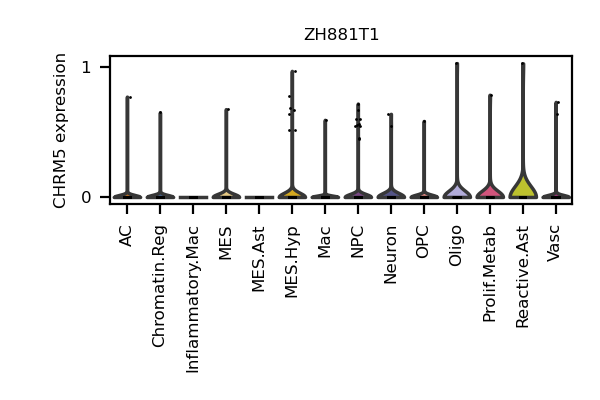 ZH881T1
CHRM5 expression
1
0
AC
Chromatin.Reg
Inflammatory.Mac
MES
MES.Ast
MES.Hyp
Mac
NPC
Neuron
OPC
Oligo
Prolif.Metab
Reactive.Ast
Vasc